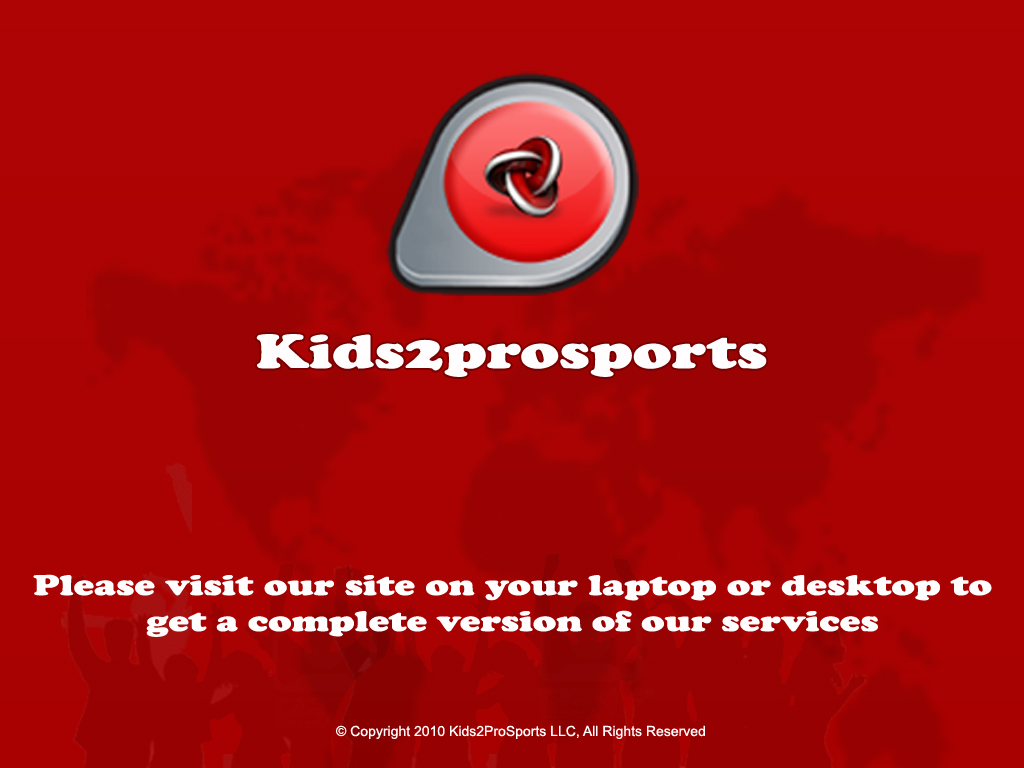 Kids2prosports
Please visit our site on your laptop or desktop to
get a complete version of our services
© Copyright 2010 Kids2ProSports LLC, All Rights Reserved